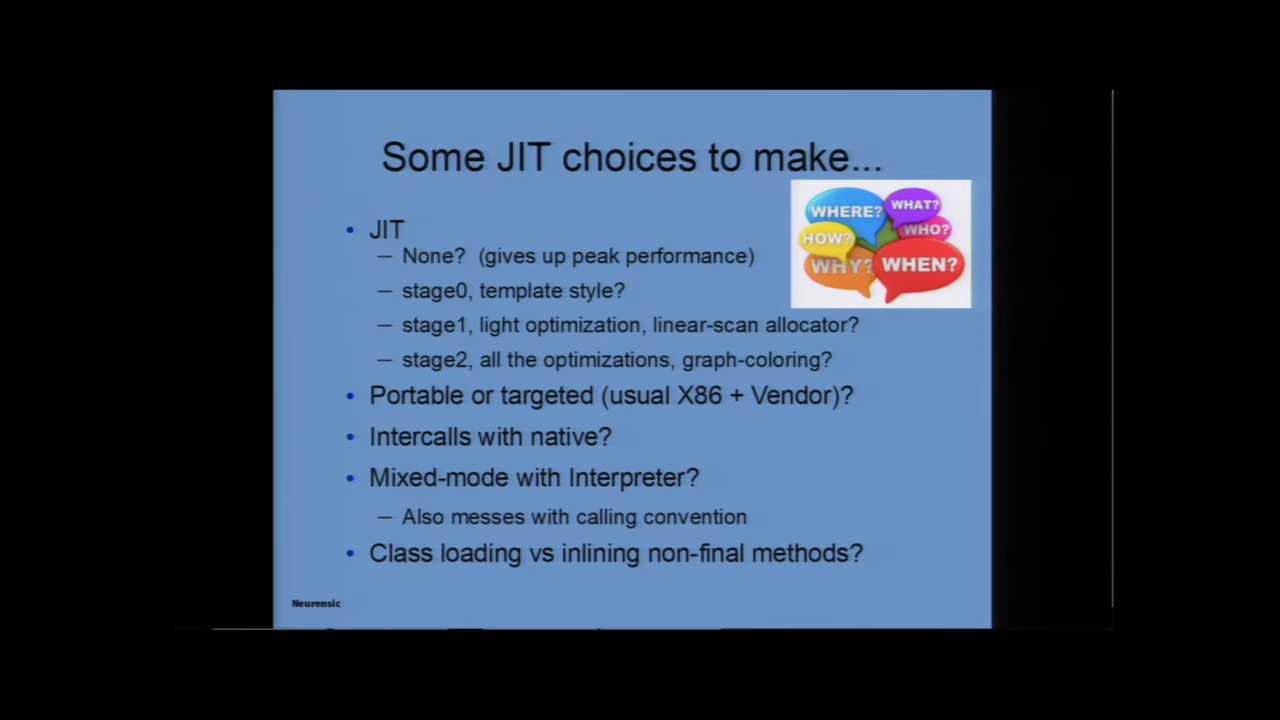 Some JIT choices to make...
WHERE?
WHAT?
HOW?
WHO?
WHY?
WHEN?
• JIT
– None? (gives up peak performance)
– stage0, template style?
– stage1, light optimization, linear-scan allocator?
– stage2, all the optimizations, graph-coloring?
• Portable or targeted (usual X86 + Vendor)?
• Intercalls with native?
• Mixed-mode with Interpreter?
– Also messes with calling convention
• Class loading vs inlining non-final methods?
Neurensic